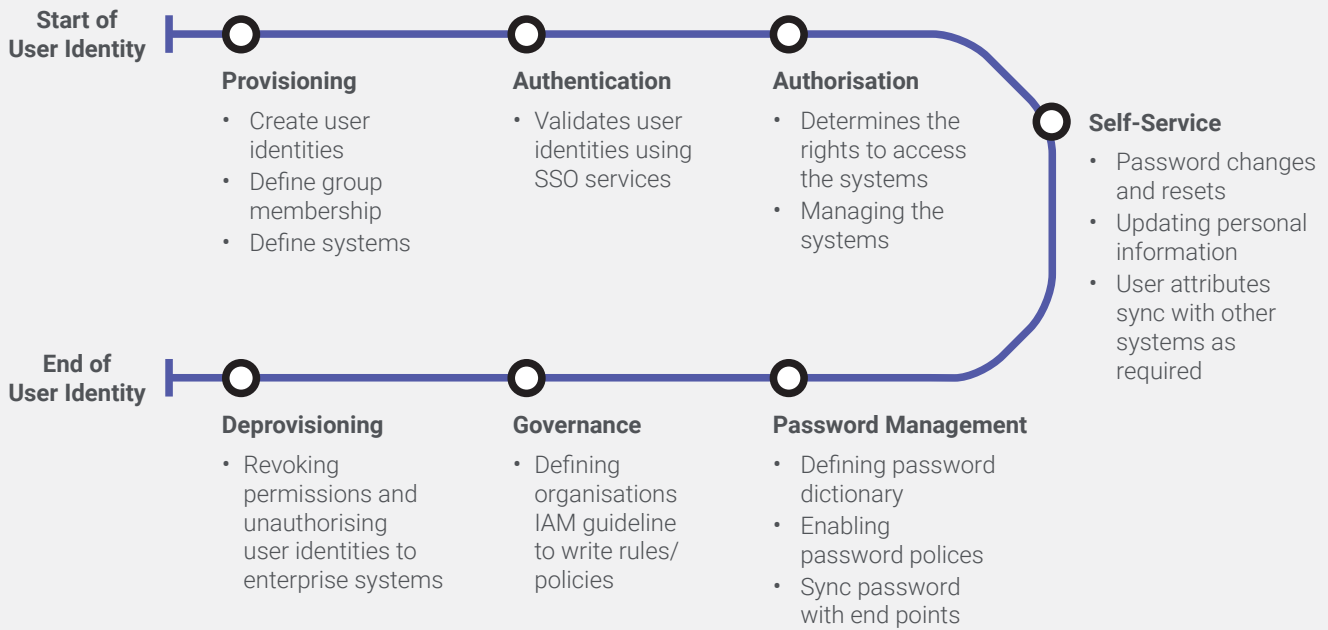 Start of
User Identity
Provisioning
• Create user
identities
• Define group
membership
• Define systems
Authentication
• Validates user
identities using
SSO services
Authorisation
• Determines the
rights to access
the systems
• Managing the
systems
Self-Service
• Password changes
and resets
• Updating personal
information
• User attributes
sync with other
systems as
required
End of
User Identity
Deprovisioning
• Revoking
permissions and
unauthorising
user identities to
enterprise systems
Governance
• Defining
organisations
IAM guideline
to write rules/
policies
Password Management
• Defining password
dictionary
• Enabling
password polices
• Sync password
with end points